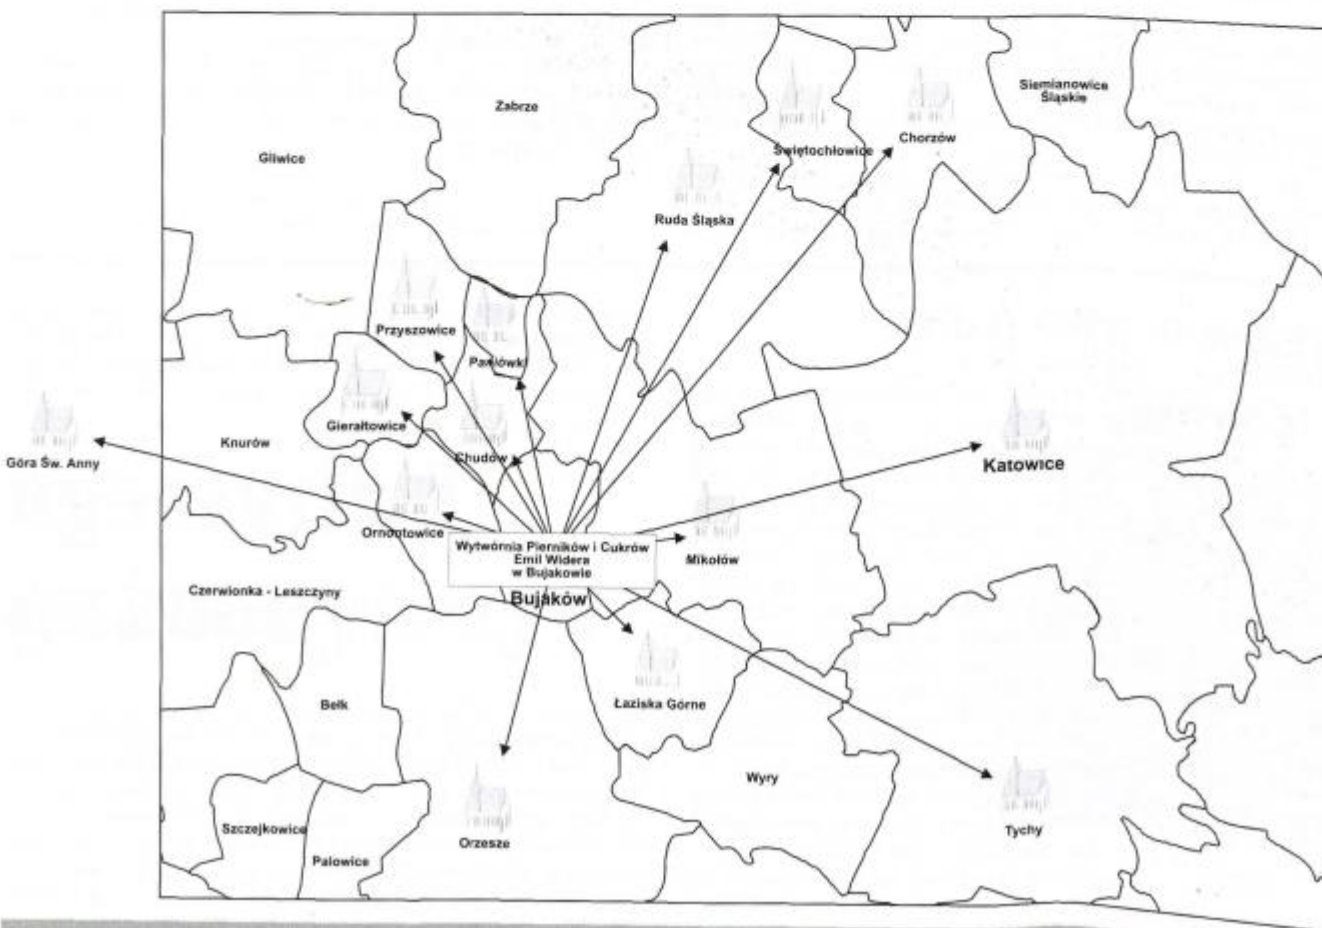 Siemianowice
Śląskie
Zabrze
Chorzów
Świętochłowice
Gliwice
Ruda Śląska
Przyszowice
Paniówki
Gierałtowice
Knurów
Chudów
Góra Św. Anny
Katowice
Ornontowice
Wytwórnia Pierników i Cukrów
Emil Widera
w Bujakowie
Mikołów
Czerwionka - Leszczyny
Bujaków
Bełk
Łaziska Górne
Wyry
Szczejkowice
Tychy
Orzesze
Palowice